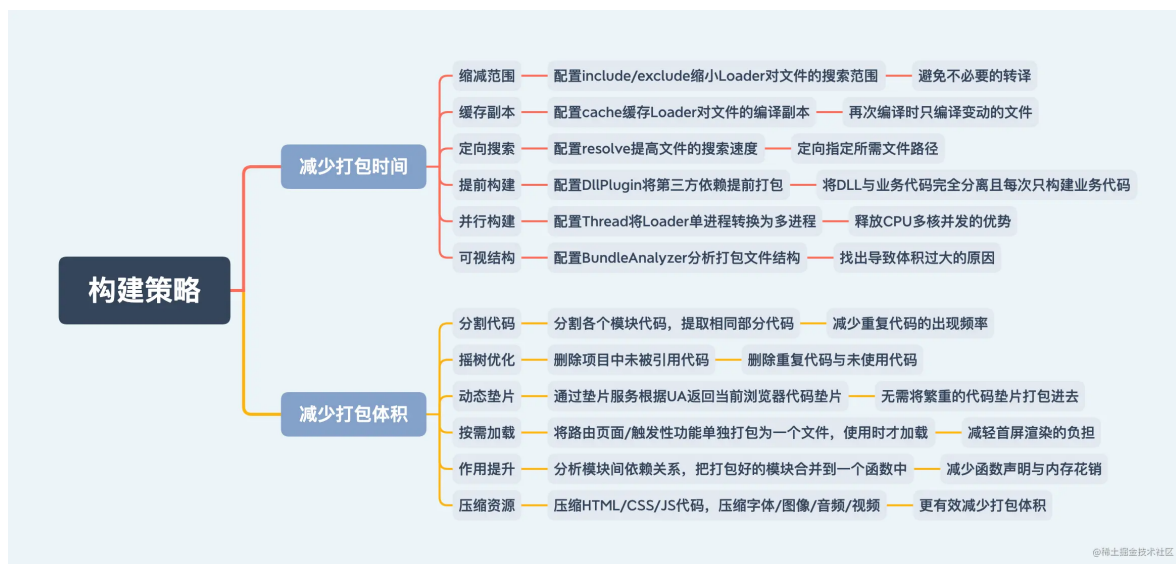 构建策略
减少打包时间
缩减范围 配置include/exclude缩小Loader对文件的搜索范围 避免不必要的转译
缓存副本 配置cache缓存Loader对文件的编译副本 再次编译时只编译变动的文件
定向搜索 配置resolve提高文件的搜索速度 定向指定所需文件路径
提前构建 配置DllPlugin将第三方依赖提前打包 将DLL与业务代码完全分离且每次只构建业务代码
并行构建 配置Thread将Loader单进程转换为多进程 释放CPU多核并发的优势
可视结构 配置BundleAnalyzer分析打包文件结构 找出导致体积过大的原因
减少打包体积
分割代码 分割各个模块代码，提取相同部分代码 减少重复代码的出现频率
摇树优化 删除项目中未被引用代码 删除重复代码与未使用代码
动态垫片 通过垫片服务根据UA返回当前浏览器代码垫片 无需将繁重的代码垫片打包进去
按需加载 将路由页面/触发性功能单独打包为一个文件，使用时才加载 减轻首屏渲染的负担
作用提升 分析模块间依赖关系，把打包好的模块合并到一个函数中 减少函数声明与内存花销
压缩资源 压缩HTML/CSS/JS代码，压缩字体/图像/音频/视频 更有效减少打包体积
@稀土掘金技术社区